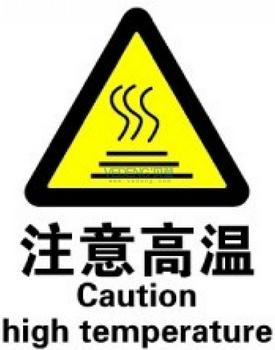 注意高温
Caution
high temperature